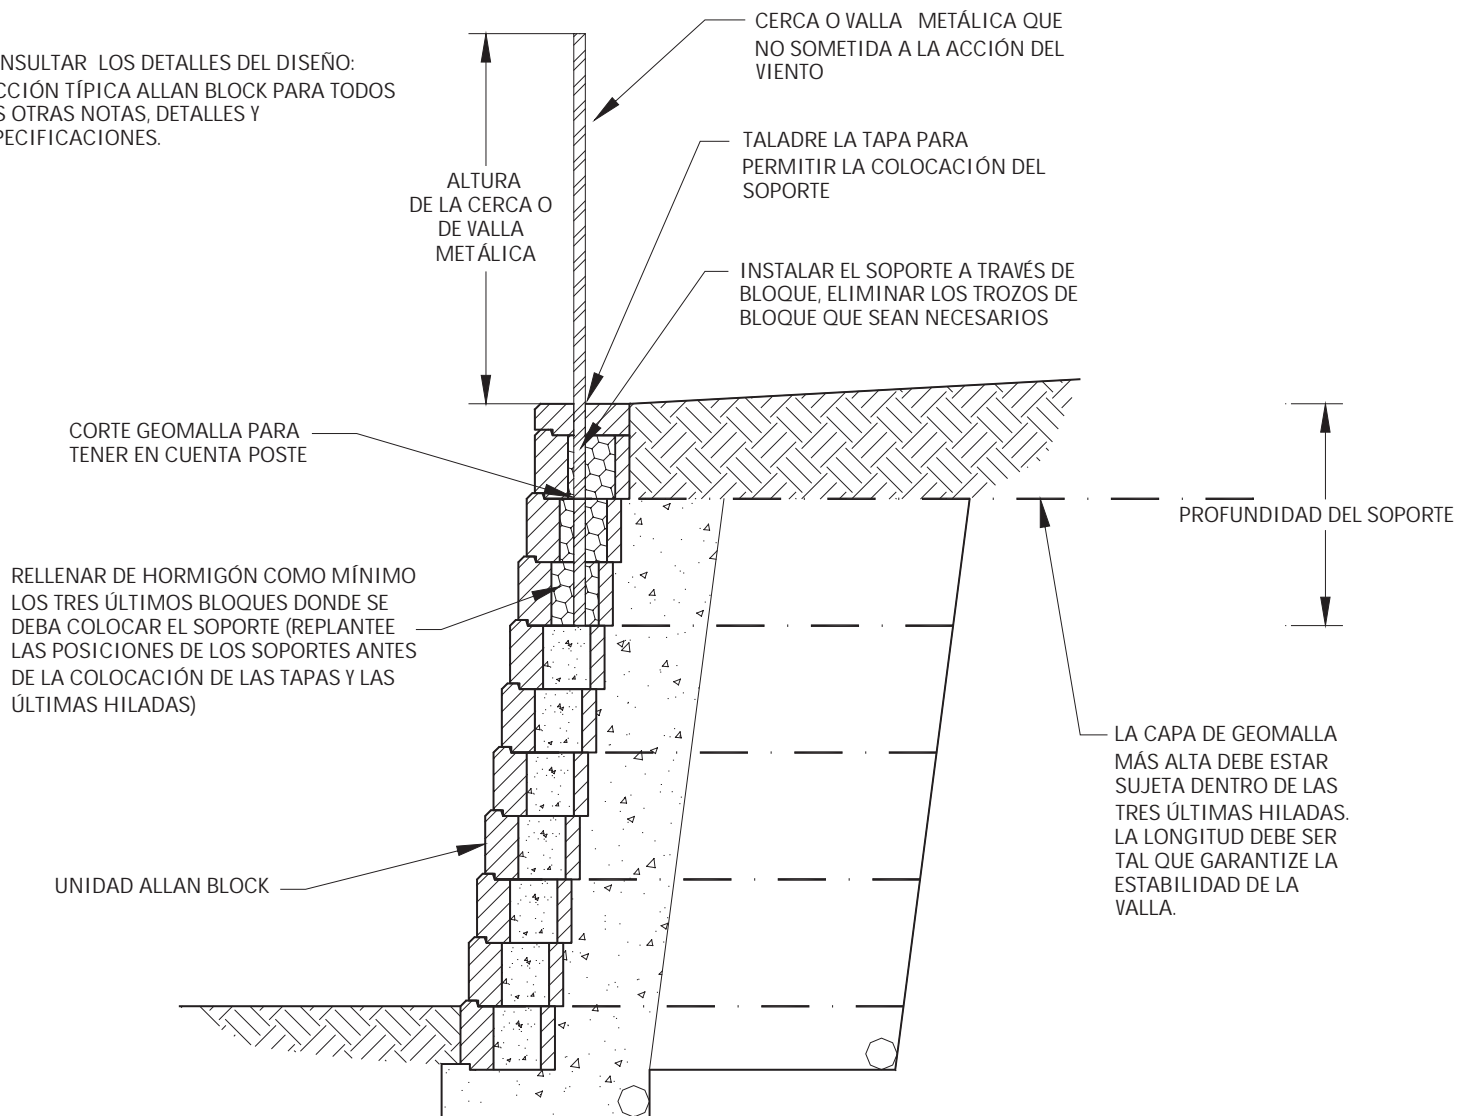 NSULTAR LOS DETALLES DEL DISEÑO:
CCIÓN TÍPICA ALLAN BLOCK PARA TODOS
S OTRAS NOTAS, DETALLES Y
PECIFICACIONES.
CERCA O VALLA METÁLICA QUE
NO SOMETIDA A LA ACCIÓN DEL
VIENTO
TALADRE LA TAPA PARA
PERMITIR LA COLOCACIÓN DEL
SOPORTE
ALTURA
DE LA CERCA O
DE VALLA
METÁLICA
INSTALAR EL SOPORTE A TRAVÉS DE
BLOQUE, ELIMINAR LOS TROZOS DE
BLOQUE QUE SEAN NECESARIOS
CORTE GEOMALLA PARA
TENER EN CUENTA POSTE
PROFUNDIDAD DEL SOPORTE
RELLENAR DE HORMIGÓN COMO MÍNIMO
LOS TRES ÚLTIMOS BLOQUES DONDE SE
DEBA COLOCAR EL SOPORTE (REPLANTEE
LAS POSICIONES DE LOS SOPORTES ANTES
DE LA COLOCACIÓN DE LAS TAPAS Y LAS
ÚLTIMAS HILADAS)
LA CAPA DE GEOMALLA
MÁS ALTA DEBE ESTAR
SUJETA DENTRO DE LAS
TRES ÚLTIMAS HILADAS.
LA LONGITUD DEBE SER
TAL QUE GARANTIZE LA
ESTABILIDAD DE LA
VALLA.
UNIDAD ALLAN BLOCK